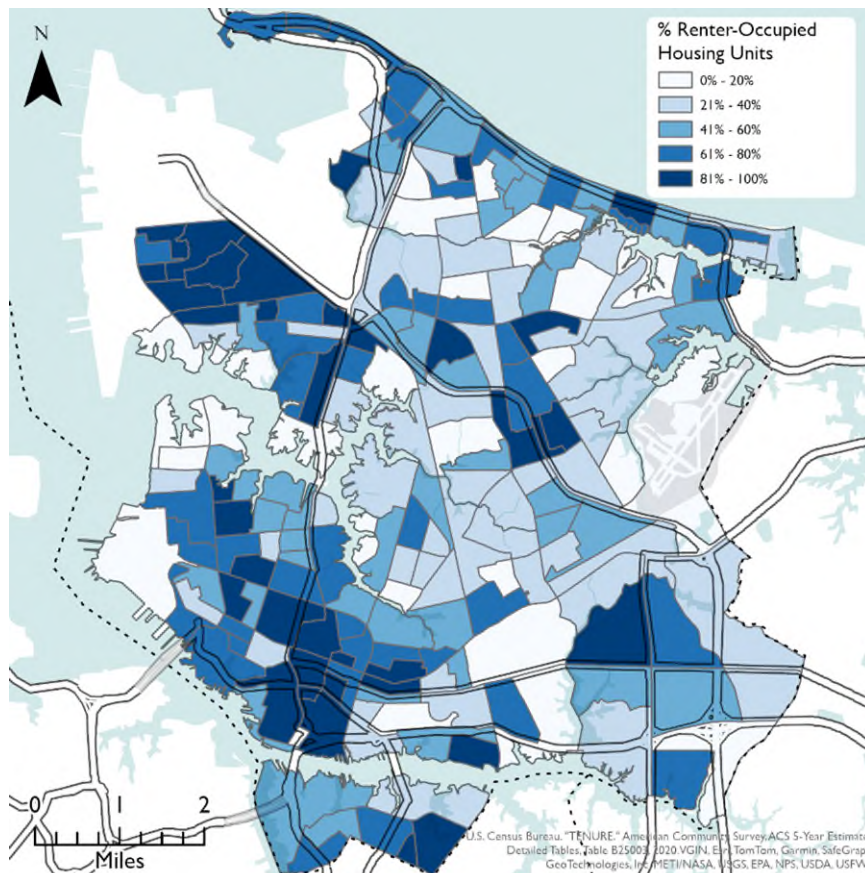 N
% Renter-Occupied
Housing Units
0% - 20%
21% - 40%
41% - 60%
61% - 80%
81% - 100%
0 1 2
Miles
U.S. Census Bureau. "TENURE." American Community Survey, ACS 5-Year Estimate
Detailed Tables, Table B25003, 2020. VGIN, Esri, TomTom, Garmin, SafeGrap
GeoTechnologies, Inc, METI/NASA, USGS, EPA, NPS, USDA, USFW